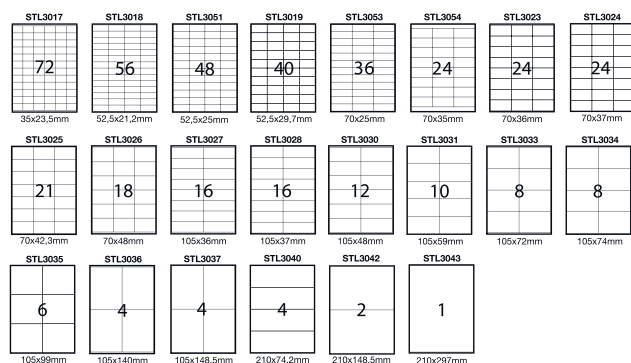 STL3017 STL3018 STL3051 STL3019 STL3053 STL3054 STL3023 STL3024
72 56 48 40 36 24 24 24
35x23,5mm 52,5x21,2mm 52,5x25mm 52,5x29,7mm 70x25mm 70x35mm 70x36mm 70x37mm
STL3025 STL3026 STL3027 STL3028 STL3030 STL3031 STL3033 STL3034
21 18 16 16 12 10 8 8
70x42,3mm 70x48mm 105x36mm 105x37mm 105x48mm 105x59mm 105x72mm 105x74mm
STL3035 STL3036 STL3037 STL3040 STL3042 STL3043
6 4 4 4 2 1
105x99mm 105x140mm 105x148,5mm 210x74,2mm 210x148,5mm 210x297mm